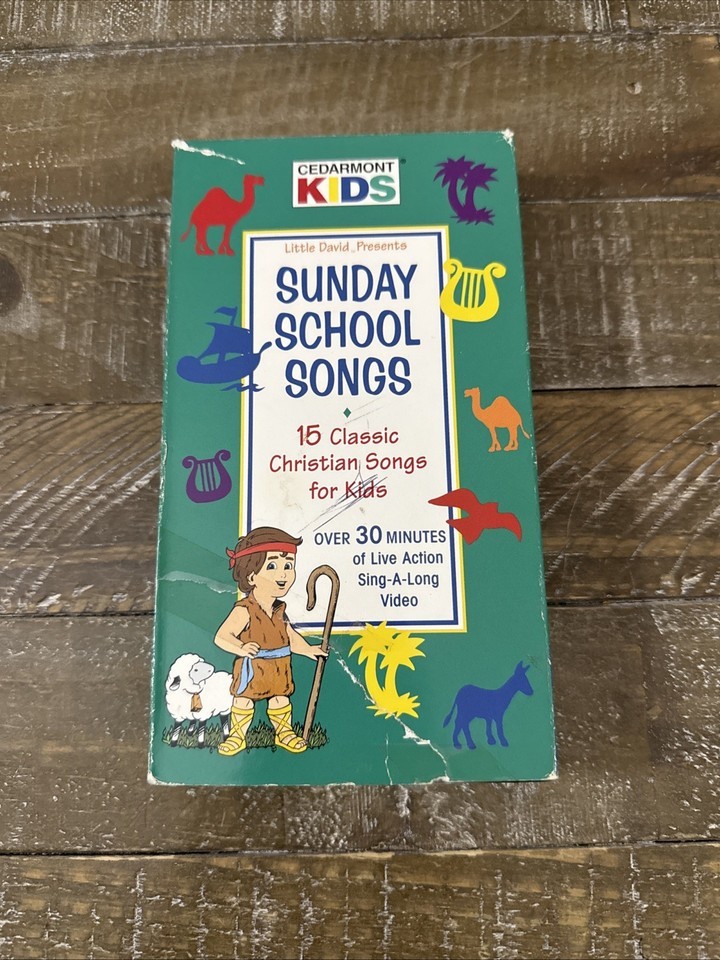 CEDARMONT
KIDS
Little David Presents
SUNDAY
SCHOOL
SONGS
15 Classic
Christian Songs
for Kids
OVER 30 MINUTES
of Live Action
Sing-A-Long
Video